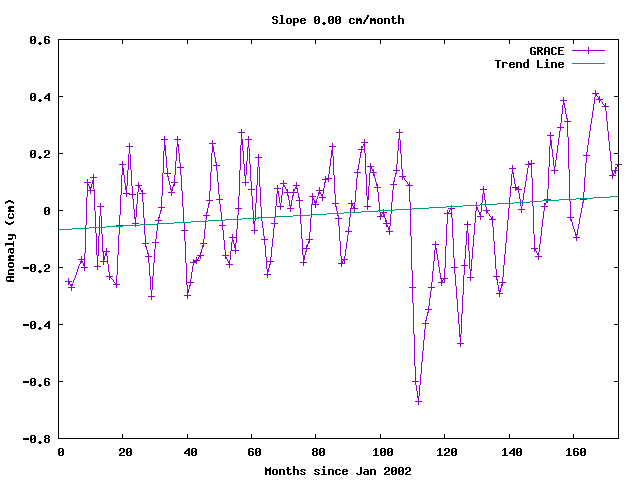 Slope 0.00 cm/month
GRACE
Trend Line
Anomaly (cm)
0.6
0.4
0.2
0
-0.2
-0.4
-0.6
-0.8
0 20 40 60 80 100 120 140 160
Months since Jan 2002